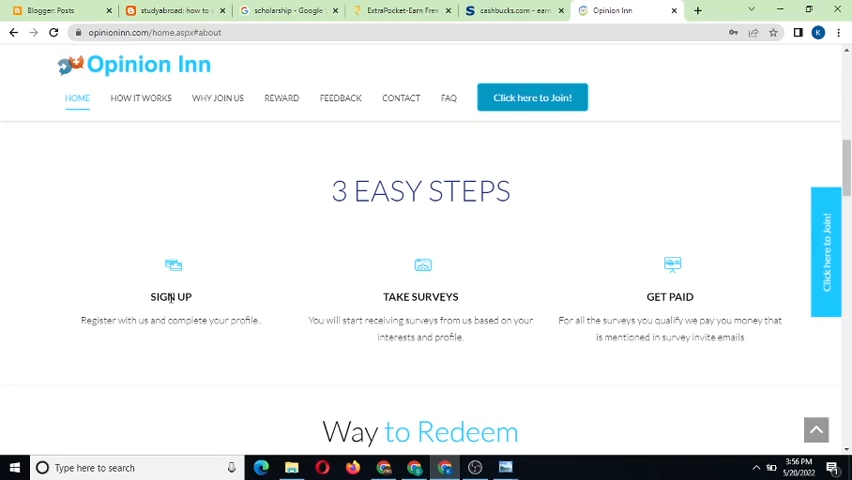 Blogger: Posts
studyabroad: how to
scholarship - Google
ExtraPocket-Earn Free
cashbucks.com - earn
Opinion Inn
opinioninn.com/home.aspx#about
K
Opinion Inn
HOME
HOW IT WORKS
WHY JOIN US
REWARD
FEEDBACK
CONTACT
FAQ
Click here to Join!
3 EASY STEPS
Click here to Join!
SIGN UP
TAKE SURVEYS
GET PAID
Register with us and complete your profile..
You will start receiving surveys from us based on your
interests and profile.
For all the surveys you qualify we pay you money that
is mentioned in survey invite emails
Way to Redeem
Type here to search
3:56 PM
5/20/2022